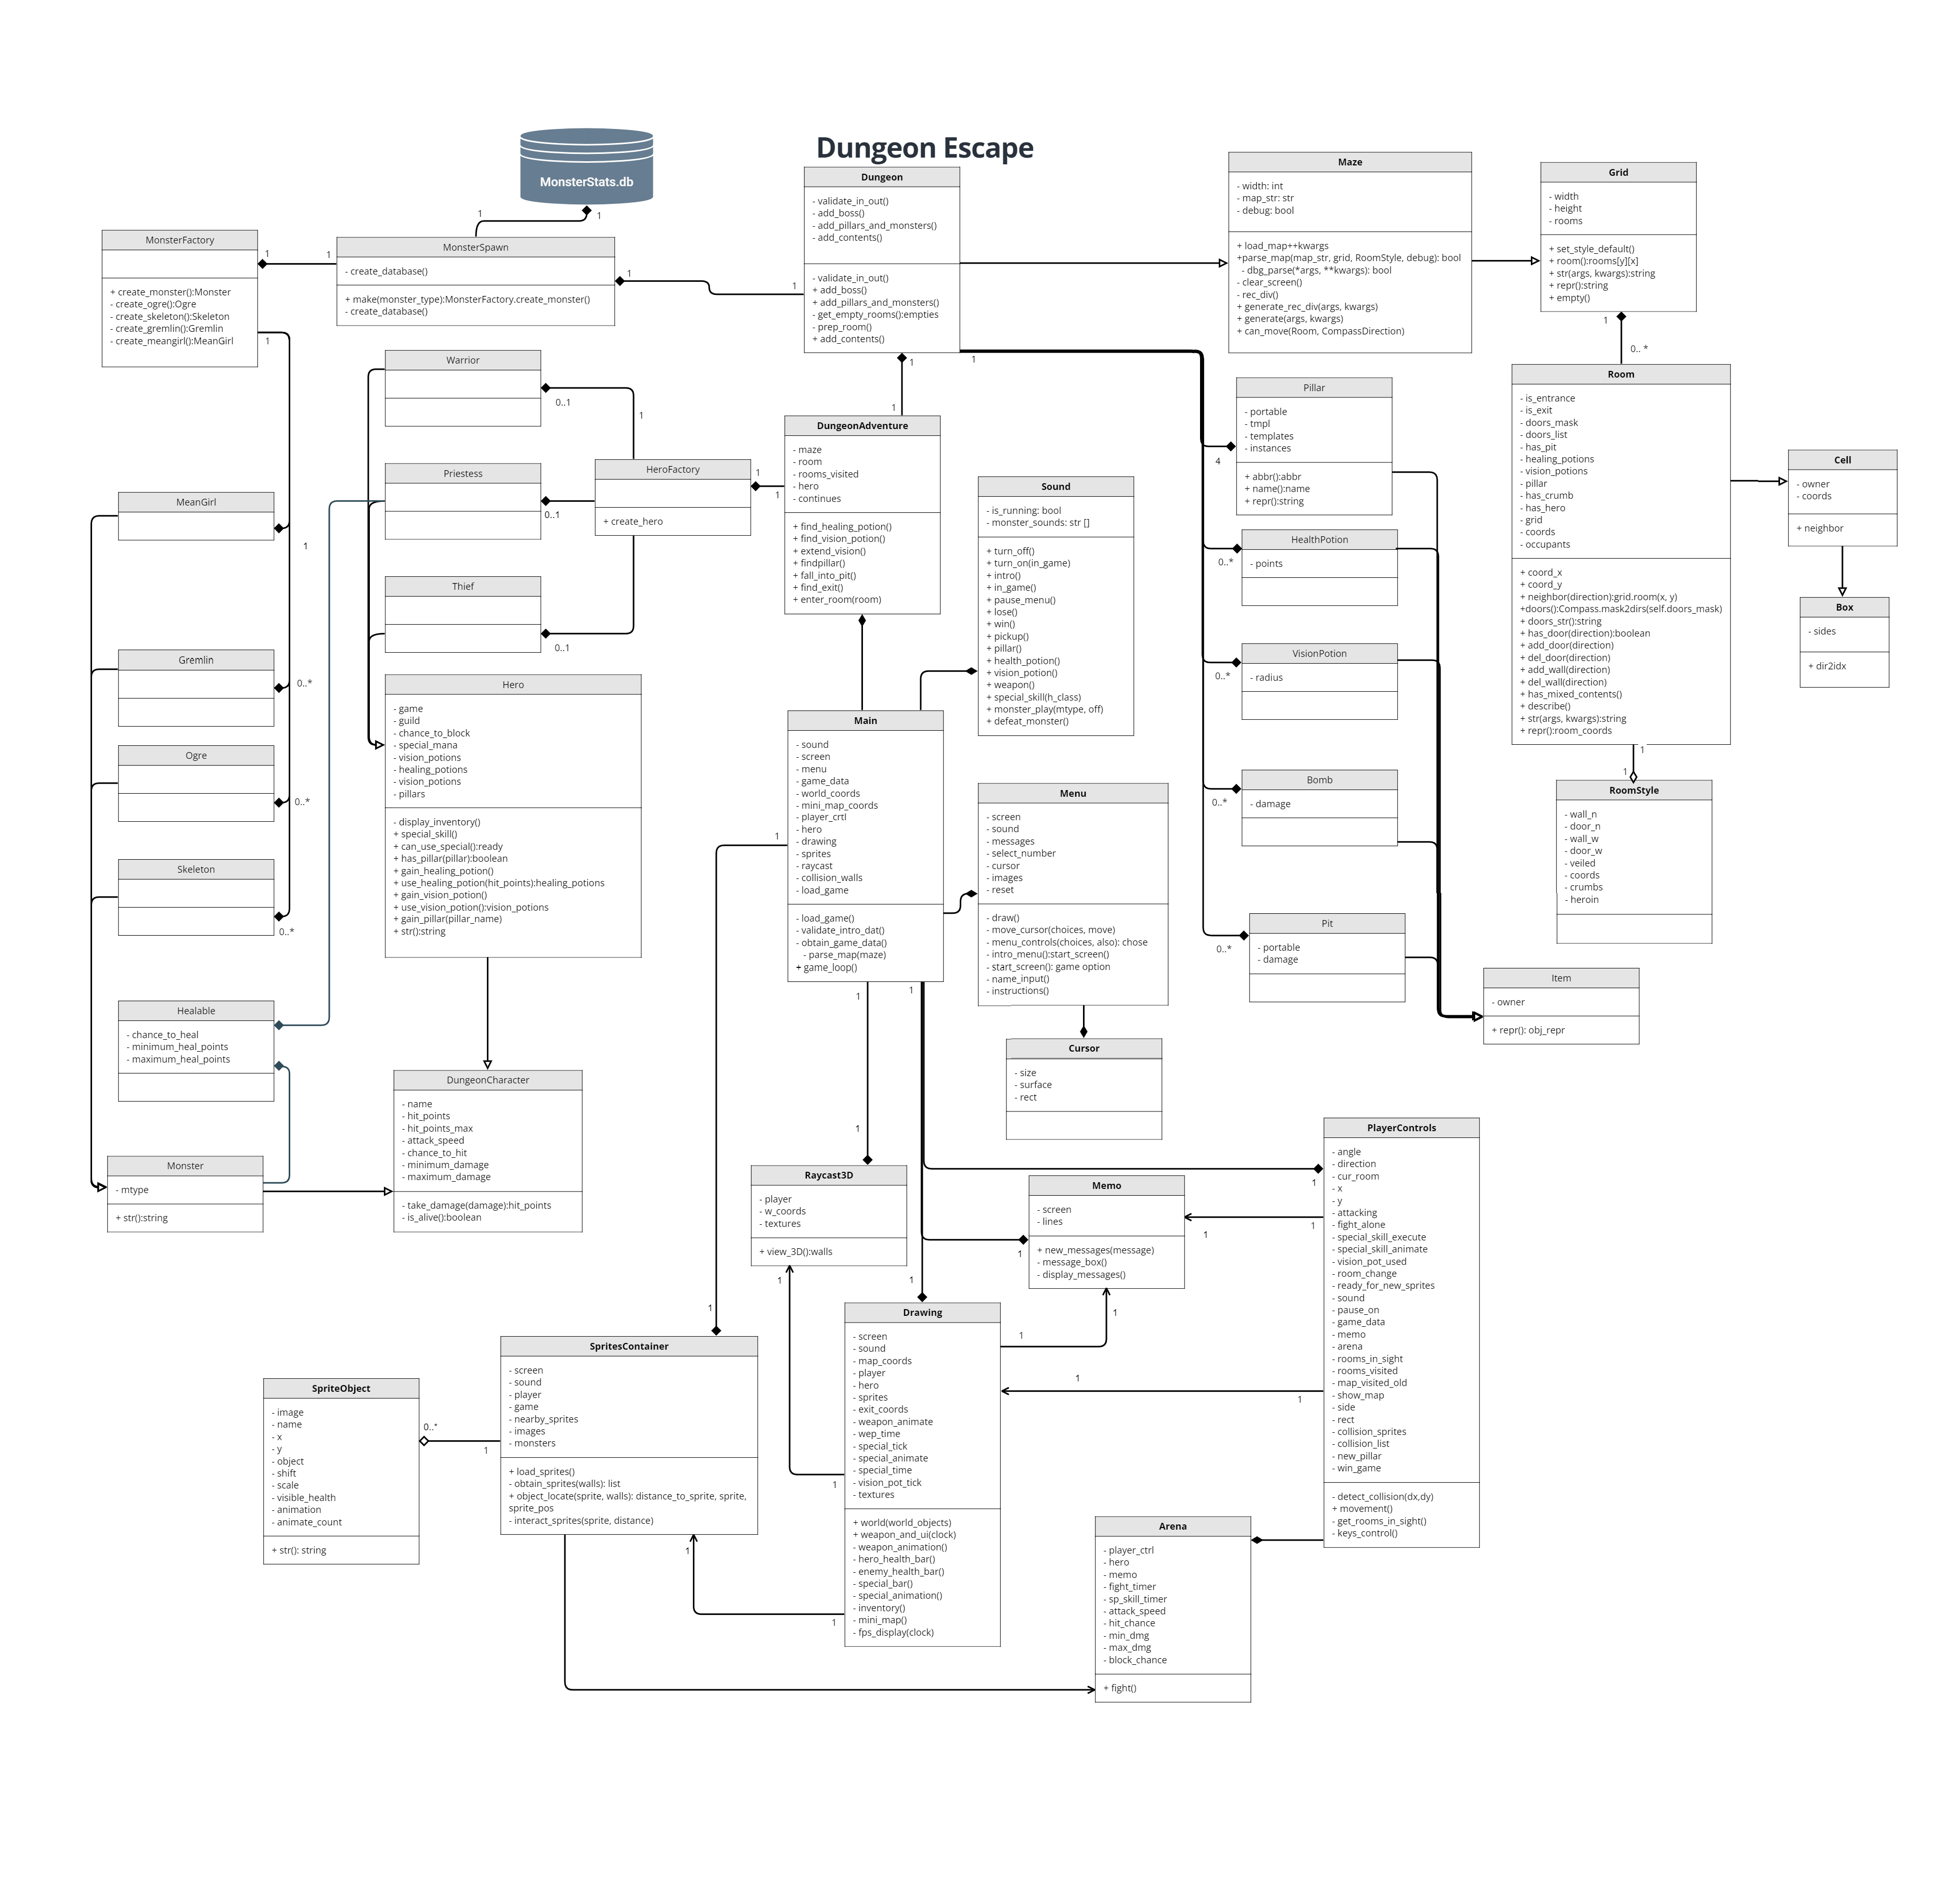 Dungeon Escape
MonsterStats.db
1
1
MonsterFactory
+ create_monster():Monster
- create_ogre():Ogre
- create_skeleton():Skeleton
- create_gremlin():Gremlin
- create_meangirl():MeanGirl
1
1
1
MonsterSpawn
- create_database()
+ make(monster_type):MonsterFactory.create_monster()
- create_database()
1
1
Dungeon
- validate_in_out()
- add_boss()
- add_pillars_and_monsters()
- add_contents()
- validate_in_out()
+ add_boss()
+ add_pillars_and_monsters()
- get_empty_rooms():empties
- prep_room()
+ add_contents()
1
1
1
Maze
- width: int
- map_str: str
- debug: bool
+ load_map++kwargs
+parse_map(map_str, grid, RoomStyle, debug): bool
- dbg_parse(*args, **kwargs): bool
- clear_screen()
- rec_div()
+ generate_rec_div(args, kwargs)
+ generate(args, kwargs)
+ can_move(Room, CompassDirection)
Grid
- width
- height
- rooms
+ set_style_default()
+ room():rooms[y][x]
+ str(args, kwargs):string
+ repr():string
+ empty()
1
0.. *
Room
- is_entrance
- is_exit
- doors_mask
- doors_list
- has_pit
- healing_potions
- vision_potions
- pillar
- has_crumb
- has_hero
- grid
- coords
- occupants
+ coord_x
+ coord_y
+ neighbor(direction):grid.room(x, y)
+doors():Compass.mask2dirs(self.doors_mask)
+ doors_str():string
+ has_door(direction):boolean
+ add_door(direction)
+ del_door(direction)
+ add_wall(direction)
+ del_wall(direction)
+ has_mixed_contents()
+ describe()
+ str(args, kwargs):string
+ repr():room_coords
1
1
Cell
- owner
- coords
+ neighbor
Box
- sides
+ dir2idx
RoomStyle
- wall_n
- door_n
- wall_w
- door_w
- veiled
- coords
- crumbs
- heroin
Warrior
0..1
1
Priestess
0..1
Thief
0..1
HeroFactory
+ create_hero
1
1
DungeonAdventure
- maze
- room
- rooms_visited
- hero
- continues
+ find_healing_potion()
+ find_vision_potion()
+ extend_vision()
+ findpillar()
+ fall_into_pit()
+ find_exit()
+ enter_room(room)
Sound
- is_running: bool
- monster_sounds: str []
+ turn_off()
+ turn_on(in_game)
+ intro()
+ in_game()
+ pause_menu()
+ lose()
+ win()
+ pickup()
+ pillar()
+ health_potion()
+ vision_potion()
+ weapon()
+ special_skill(h_class)
+ monster_play(mtype, off)
+ defeat_monster()
Pillar
- portable
- tmpl
- templates
- instances
+ abbr():abbr
+ name():name
+ repr():string
4
HealthPotion
- points
0..*
VisionPotion
- radius
0..*
Bomb
- damage
0..*
Pit
- portable
- damage
0..*
Item
- owner
+ repr(): obj_repr
MeanGirl
1
Gremlin
0..*
Ogre
0..*
Skeleton
0..*
Hero
- game
- guild
- chance_to_block
- special_mana
- vision_potions
- healing_potions
- vision_potions
- pillars
- display_inventory()
+ special_skill()
+ can_use_special():ready
+ has_pillar(pillar):boolean
+ gain_healing_potion()
+ use_healing_potion(hit_points):healing_potions
+ gain_vision_potion()
+ use_vision_potion():vision_potions
+ gain_pillar(pillar_name)
+ str():string
Main
- sound
- screen
- menu
- game_data
- world_coords
- mini_map_coords
- player_crtl
- hero
- drawing
- sprites
- raycast
- collision_walls
- load_game
- load_game()
- validate_intro_dat()
- obtain_game_data()
- parse_map(maze)
+ game_loop()
1
1
1
Menu
- screen
- sound
- messages
- select_number
- cursor
- images
- reset
- draw()
- move_cursor(choices, move)
- menu_controls(choices, also): chose
- intro_menu():start_screen()
- start_screen(): game option
- name_input()
- instructions()
Cursor
- size
- surface
- rect
Healable
- chance_to_heal
- minimum_heal_points
- maximum_heal_points
Monster
- mtype
+ str():string
DungeonCharacter
- name
- hit_points
- hit_points_max
- attack_speed
- chance_to_hit
- minimum_damage
- maximum_damage
- take_damage(damage):hit_points
- is_alive():boolean
1
Raycast3D
- player
- w_coords
- textures
+ view_3D():walls
1
Memo
- screen
- lines
+ new_messages(message)
- message_box()
- display_messages()
1
1
1
1
PlayerControls
- angle
- direction
- cur_room
- x
- y
- attacking
- fight_alone
- special_skill_execute
- special_skill_animate
- vision_pot_used
- room_change
- ready_for_new_sprites
- sound
- pause_on
- game_data
- memo
- arena
- rooms_in_sight
- rooms_visited
- map_visited_old
- show_map
- side
- rect
- collision_sprites
- collision_list
- new_pillar
- win_game
- detect_collision(dx,dy)
+ movement()
- get_rooms_in_sight()
- keys_control()
1
1
1
1
Drawing
- screen
- sound
- map_coords
- player
- hero
- sprites
- exit_coords
- weapon_animate
- wep_time
- special_tick
- special_animate
- special_time
- vision_pot_tick
- textures
+ world(world_objects)
+ weapon_and_ui(clock)
- weapon_animation()
- hero_health_bar()
- enemy_health_bar()
- special_bar()
- special_animation()
- inventory()
- mini_map()
- fps_display(clock)
1
1
1
1
SpritesContainer
- screen
- sound
- player
- game
- nearby_sprites
- images
- monsters
+ load_sprites()
- obtain_sprites(walls): list
+ object_locate(sprite, walls): distance_to_sprite, sprite,
sprite_pos
- interact_sprites(sprite, distance)
1
1
SpriteObject
- image
- name
- x
- y
- object
- shift
- scale
- visible_health
- animation
- animate_count
+ str(): string
0..*
1
Arena
- player_ctrl
- hero
- memo
- fight_timer
- sp_skill_timer
- attack_speed
- hit_chance
- min_dmg
- max_dmg
- block_chance
+ fight()